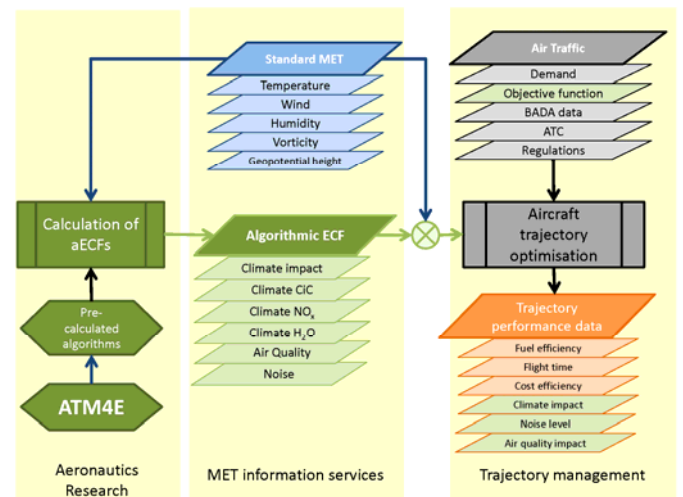 Standard MET
Temperature
Wind
Humidity
Vorticity
Geopotential height
Air Traffic
Demand
Objective function
BADA data
ATC
Regulations
Calculation of
aECFs
Algorithmic ECF
Climate impact
Climate CiC
Climate NOₓ
Climate H₂O
Air Quality
Noise
Aircraft
trajectory
optimisation
Pre-
calculated
algorithms
ATM4E
Trajectory
performance data
Fuel efficiency
Flight time
Cost efficiency
Climate impact
Noise level
Air quality impact
Aeronautics
Research
MET information services
Trajectory management